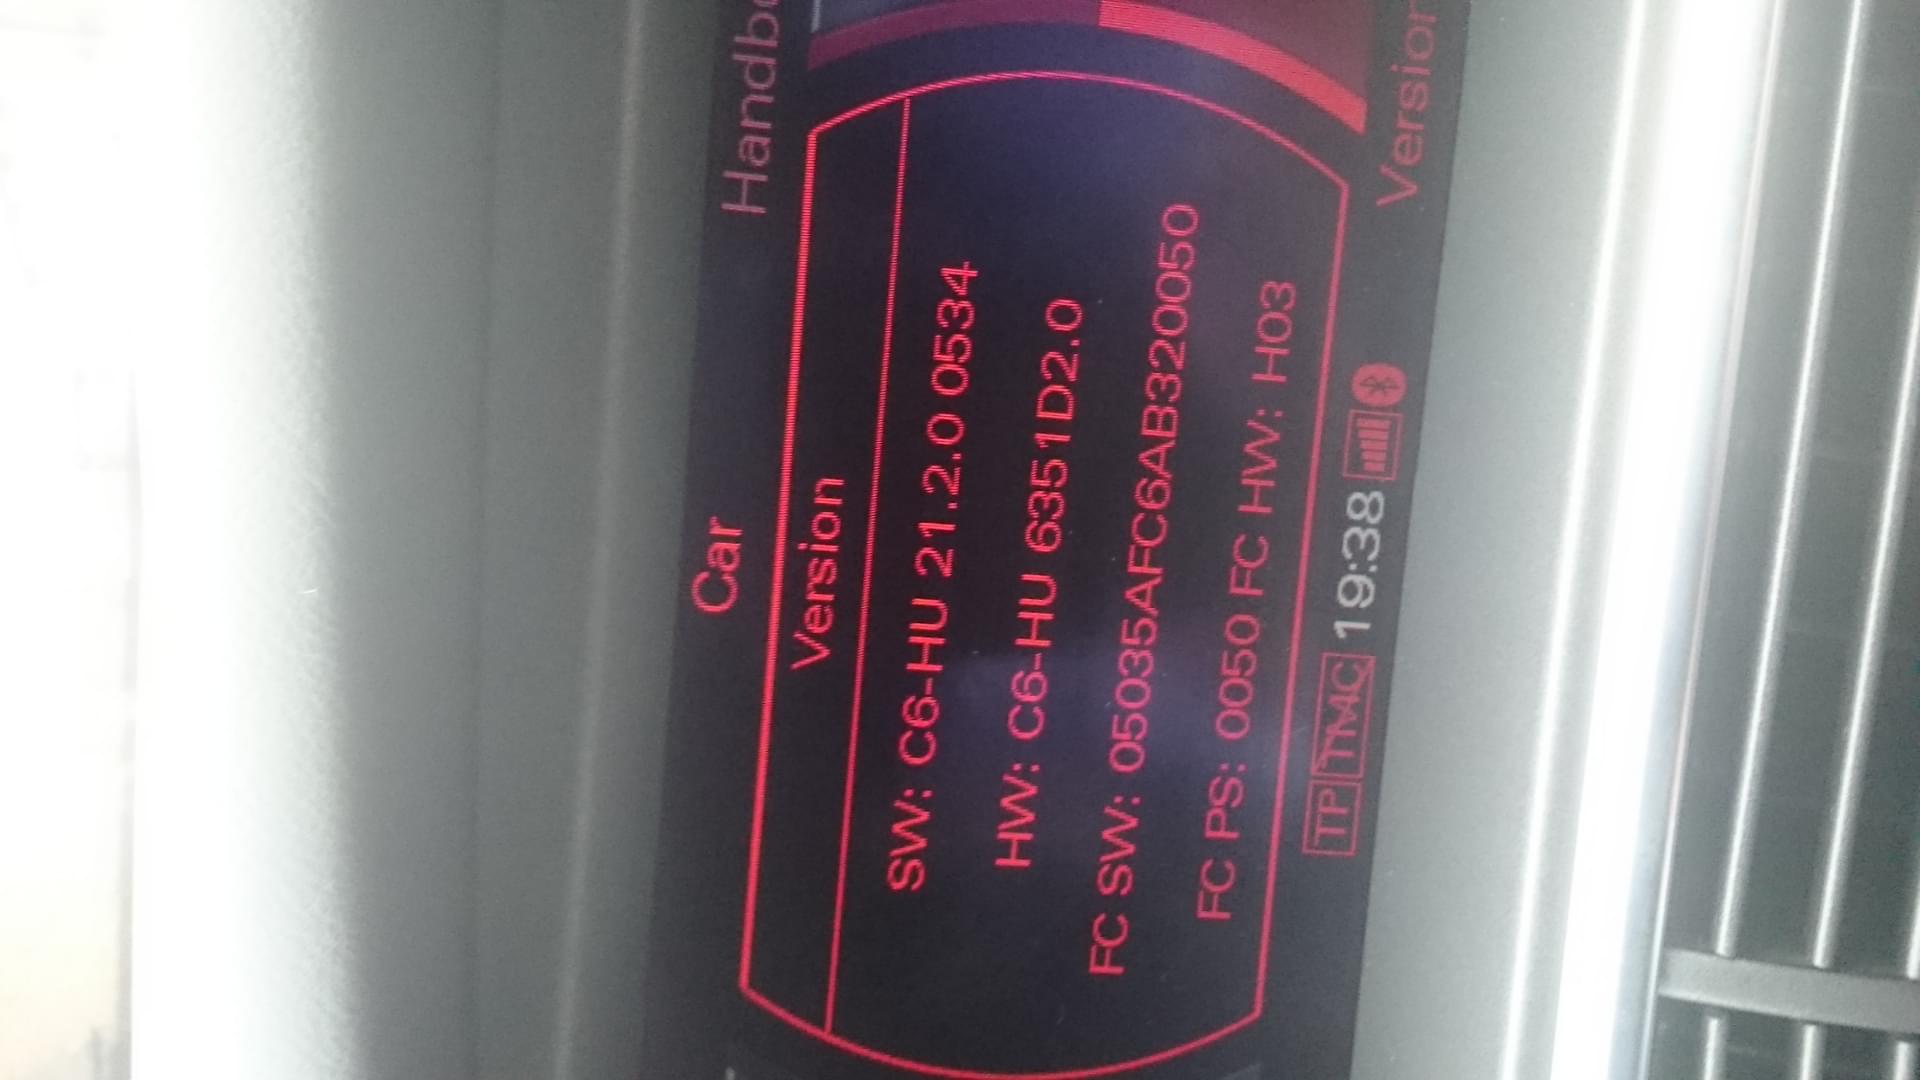 Car
Handbo
Version
SW: C6-HU 21.2.0 0534
HW: C6-HU 6351D2.0
FC SW: 05035AFC6AB320050
FC PS: 0050 FC HW: H03
TP TMC 19:38
Version